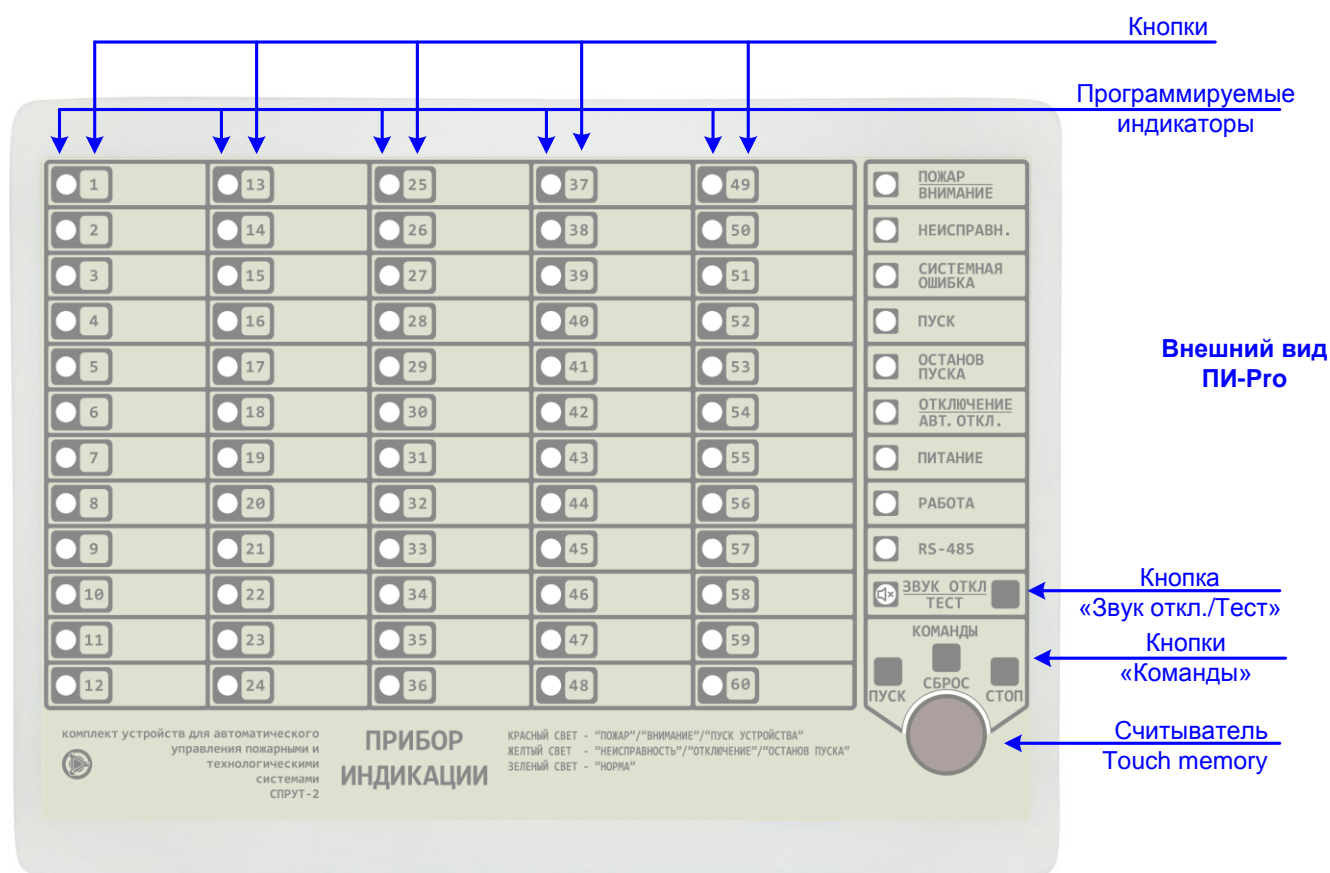 Кнопки
Программируемые
индикаторы
1 13 25 37 49
2 14 26 38 50
3 15 27 39 51
4 16 28 40 52
5 17 29 41 53
6 18 30 42 54
7 19 31 43 55
8 20 32 44 56
9 21 33 45 57
10 22 34 46 58
11 23 35 47 59
12 24 36 48 60
ПОЖАР
ВНИМАНИЕ
НЕИСПРАВН.
СИСТЕМНАЯ
ОШИБКА
ПУСК
ОСТАНОВ
ПУСКА
ОТКЛЮЧЕНИЕ
АВТ. ОТКЛ.
ПИТАНИЕ
РАБОТА
RS-485
ЗВУК ОТКЛ
ТЕСТ
КОМАНДЫ
ПУСК СБРОС СТОП
Внешний вид
ПИ-Pro
Кнопка
«Звук откл./Тест»
Кнопки
«Команды»
Считыватель
Touch memory
комплект устройств для автоматического
управления пожарными и
технологическими
системами
СПРУТ-2
ПРИБОР
ИНДИКАЦИИ
КРАСНЫЙ СВЕТ - "ПОЖАР"/"ВНИМАНИЕ"/"ПУСК УСТРОЙСТВА"
ЖЕЛТЫЙ СВЕТ - "НЕИСПРАВНОСТЬ"/"ОТКЛЮЧЕНИЕ"/"ОСТАНОВ ПУСКА"
ЗЕЛЕНЫЙ СВЕТ - "НОРМА"